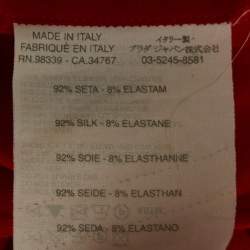 MADE IN ITALY
FABRIQUÉ EN ITALY
RN.98339 - CA.34767
イタリー製
プラダ ジャパン株式会社
03-5245-8581
92% SETA - 8% ELASTAM
92% SILK - 8% ELASTANE
92% SOIE - 8% ELASTHANNE
92% SEIDE - 8% ELASTHAN
92% SEDA - 8% ELASTANO